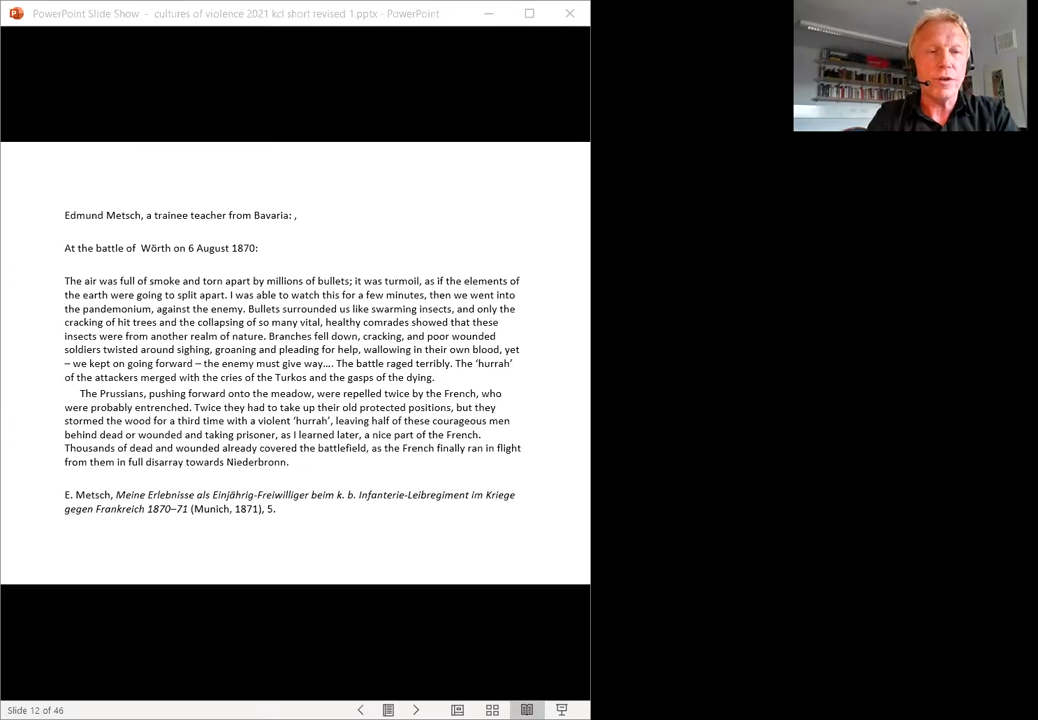 PowerPoint Slide Show - cultures of violence 2021 kcl short revised 1.pptx - PowerPoint
Edmund Metsch, a trainee teacher from Bavaria: ,
At the battle of  Wörth on 6 August 1870:
The air was full of smoke and torn apart by millions of bullets; it was turmoil, as if the elements of
the earth were going to split apart. I was able to watch this for a few minutes, then we went into
the pandemonium, against the enemy. Bullets surrounded us like swarming insects, and only the
cracking of hit trees and the collapsing of so many vital, healthy comrades showed that these
insects were from another realm of nature. Branches fell down, cracking, and poor wounded
soldiers twisted around sighing, groaning and pleading for help, wallowing in their own blood, yet
– we kept on going forward – the enemy must give way…. The battle raged terribly. The ‘hurrah’
of the attackers merged with the cries of the Turkos and the gasps of the dying.
The Prussians, pushing forward onto the meadow, were repelled twice by the French, who
were probably entrenched. Twice they had to take up their old protected positions, but they
stormed the wood for a third time with a violent ‘hurrah’, leaving half of these courageous men
behind dead or wounded and taking prisoner, as I learned later, a nice part of the French.
Thousands of dead and wounded already covered the battlefield, as the French finally ran in flight
from them in full disarray towards Niederbronn.
E. Metsch, Meine Erlebnisse als Einjährig-Freiwilliger beim k. b. Infanterie-Leibregiment im Kriege
gegen Frankreich 1870–71 (Munich, 1871), 5.
Slide 12 of 46